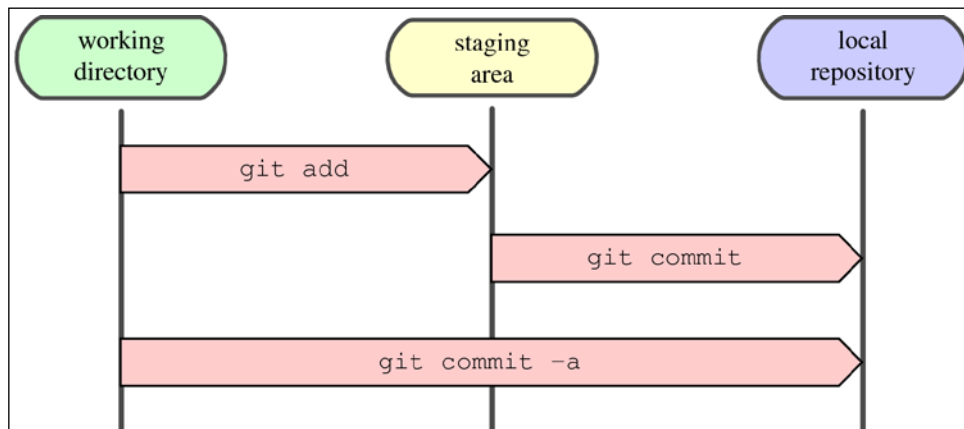 working
directory
staging
area
local
repository
git add
git commit
git commit -a